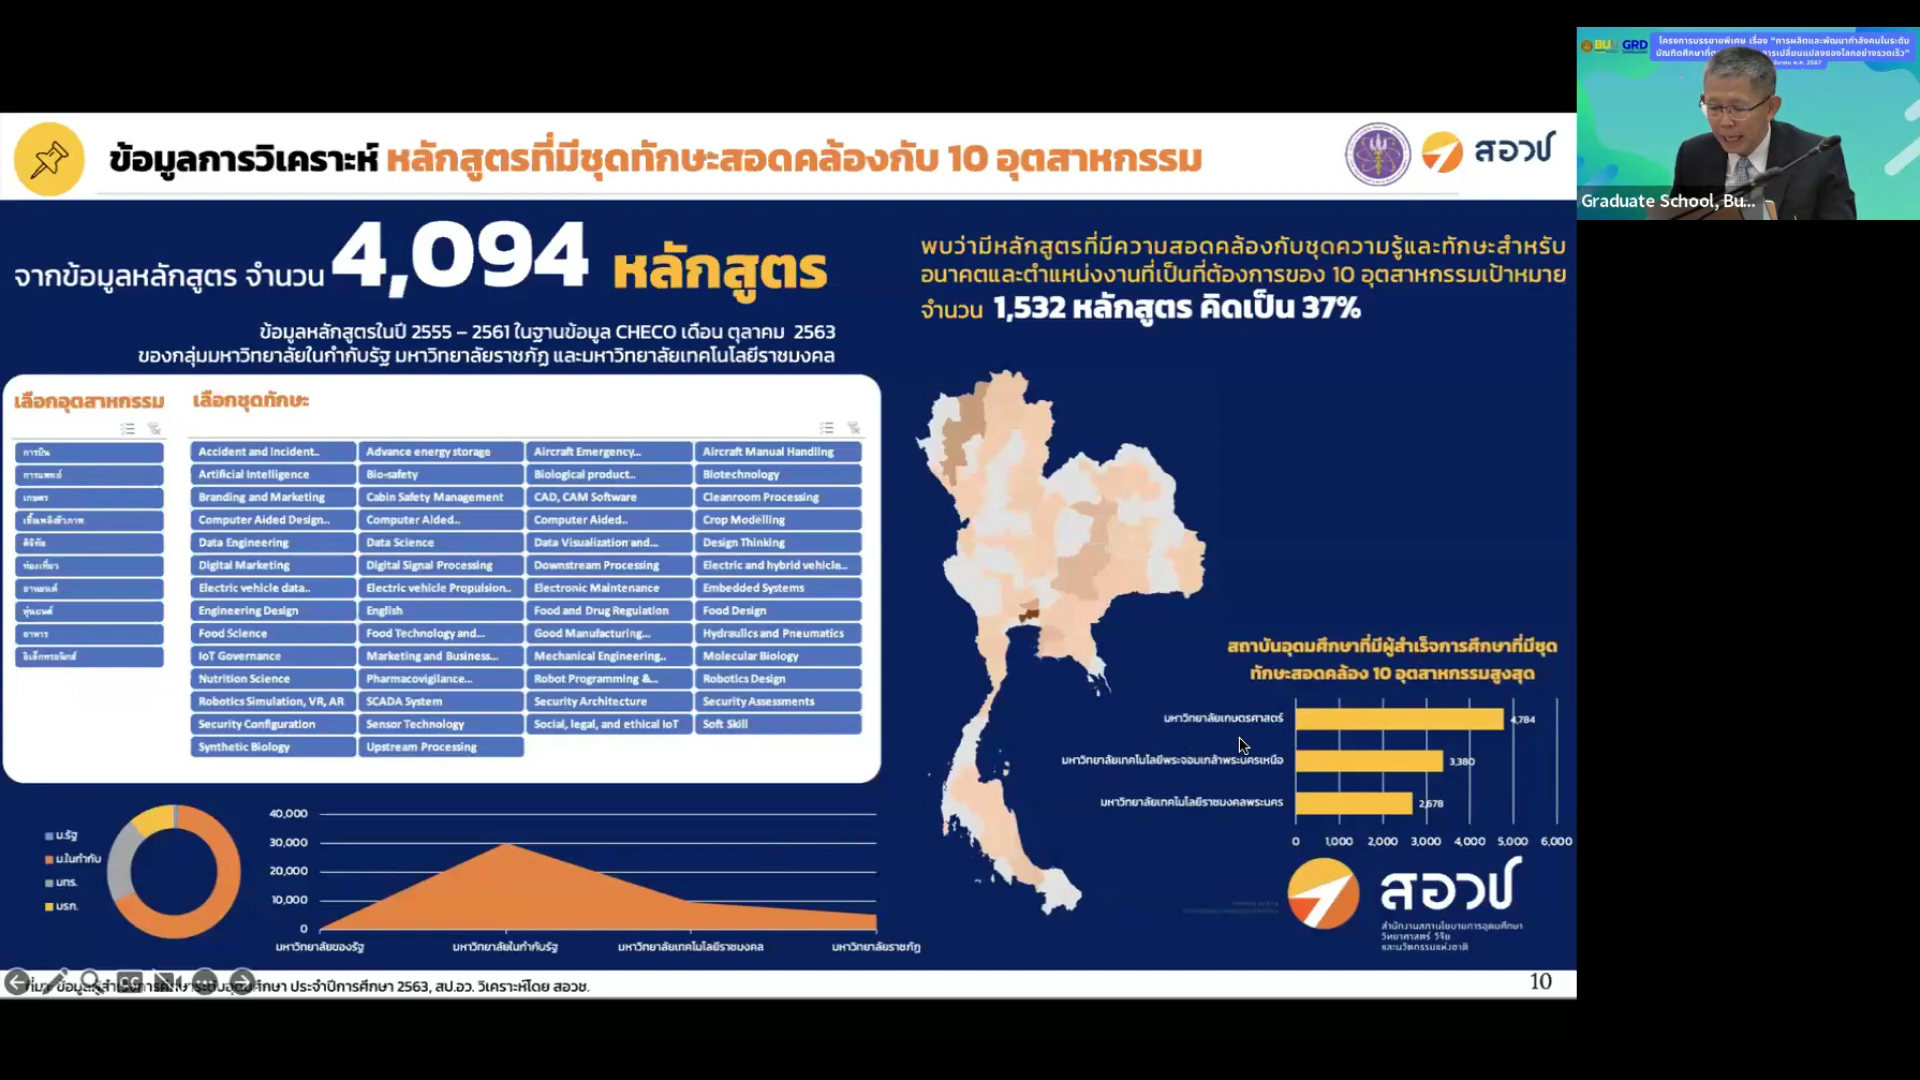 ข้อมูลการวิเคราะห์ หลักสูตรที่มีชุดทักษะสอดคล้องกับ 10 อุตสาหกรรม
สอวช
BU GRD
โครงการบรรยายพิเศษ เรื่อง "การผลิตและพัฒนากำลังคนในระดับ
Graduate School, Bu...
จากข้อมูลหลักสูตร จำนวน 4,094 หลักสูตร
ข้อมูลหลักสูตรในปี 2555 – 2561 ในฐานข้อมูล CHECO เดือน ตุลาคม 2563
ของกลุ่มมหาวิทยาลัยในกำกับรัฐ มหาวิทยาลัยราชภัฏ และมหาวิทยาลัยเทคโนโลยีราชมงคล
พบว่ามีหลักสูตรที่มีความสอดคล้องกับชุดความรู้และทักษะสำหรับ
อนาคตและตำแหน่งงานที่เป็นที่ต้องการของ 10 อุตสาหกรรมเป้าหมาย
จำนวน 1,532 หลักสูตร คิดเป็น 37%
เลือกอุตสาหกรรม
การบิน
การแพทย์
เกษตร
เชื้อเพลิงชีวภาพ
ดิจิทัล
ท่องเที่ยว
ยานยนต์
หุ่นยนต์
อาหาร
อิเล็กทรอนิกส์
เลือกชุดทักษะ
Accident and Incident.. Advance energy storage Aircraft Emergency... Aircraft Manual Handling
Artificial Intelligence Bio-safety Biological product.. Biotechnology
Branding and Marketing Cabin Safety Management CAD, CAM Software Cleanroom Processing
Computer Aided Design.. Computer Aided.. Computer Aided.. Crop Modelling
Data Engineering Data Science Data Visualization and... Design Thinking
Digital Marketing Digital Signal Processing Downstream Processing Electric and hybrid vehicle...
Electric vehicle data.. Electric vehicle Propulsion.. Electronic Maintenance Embedded Systems
Engineering Design English Food and Drug Regulation Food Design
Food Science Food Technology and... Good Manufacturing... Hydraulics and Pneumatics
IoT Governance Marketing and Business... Mechanical Engineering.. Molecular Biology
Nutrition Science Pharmacovigilance... Robot Programming &... Robotics Design
Robotics Simulation, VR, AR SCADA System Security Architecture Security Assessments
Security Configuration Sensor Technology Social, legal, and ethical IoT Soft Skill
Synthetic Biology Upstream Processing
สถาบันอุดมศึกษาที่มีผู้สำเร็จการศึกษาที่มีชุด
ทักษะสอดคล้อง 10 อุตสาหกรรมสูงสุด
มหาวิทยาลัยเกษตรศาสตร์ 4,784
มหาวิทยาลัยเทคโนโลยีพระจอมเกล้าพระนครเหนือ 3,380
มหาวิทยาลัยเทคโนโลยีราชมงคลพระนคร 2,678
0 1,000 2,000 3,000 4,000 5,000 6,000
ม.รัฐ
ม.ในกำกับ
มทร.
มรภ.
40,000
30,000
20,000
10,000
0
มหาวิทยาลัยของรัฐ มหาวิทยาลัยในกำกับรัฐ มหาวิทยาลัยเทคโนโลยีราชมงคล มหาวิทยาลัยราชภัฏ
สอวช
สำนักงานสภานโยบายการอุดมศึกษา
วิทยาศาสตร์ วิจัย
และนวัตกรรมแห่งชาติ
ที่มา: ข้อมูลผู้สำเร็จการศึกษาระดับอุดมศึกษา ประจำปีการศึกษา 2563, สป.อว. วิเคราะห์โดย สอวช.
10